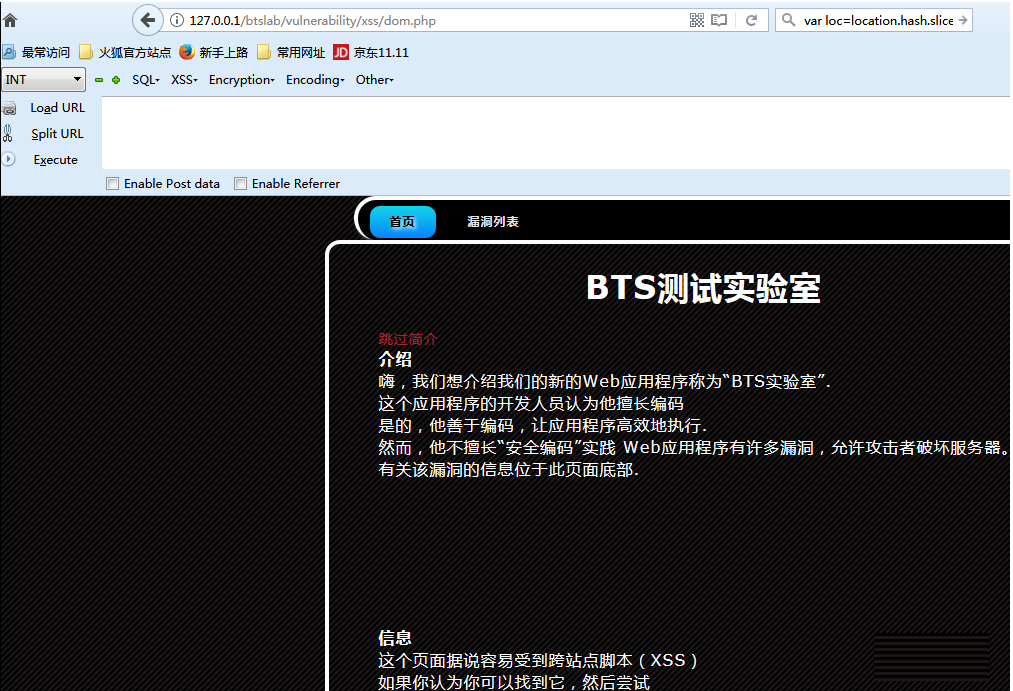 127.0.0.1/btslab/vulnerability/xss/dom.php
var loc=location.hash.slice
最常访问 火狐官方站点 新手上路 常用网址 JD 京东11.11
INT SQL XSS Encryption Encoding Other
Load URL
Split URL
Execute
Enable Post data Enable Referrer
首页 漏洞列表
BTS测试实验室
跳过简介
介绍
嗨，我们想介绍我们的新的Web应用程序称为“BTS实验室”.
这个应用程序的开发人员认为他擅长编码
是的，他善于编码，让应用程序高效地执行.
然而，他不擅长“安全编码”实践 Web应用程序有许多漏洞，允许攻击者破坏服务器。
有关该漏洞的信息位于此页面底部.
信息
这个页面据说容易受到跨站点脚本（XSS）
如果你认为你可以找到它，然后尝试